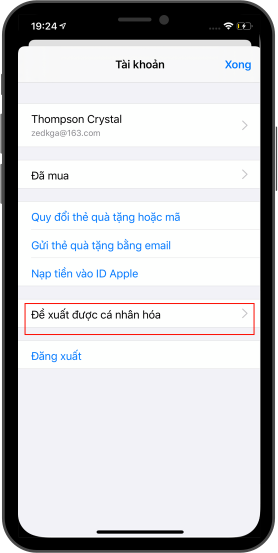 19:24
Tài khoản
Xong
Thompson Crystal
zedkga@163.com
Đã mua
Quy đổi thẻ quà tặng hoặc mã
Gửi thẻ quà tặng bằng email
Nạp tiền vào ID Apple
Đề xuất được cá nhân hóa
Đăng xuất